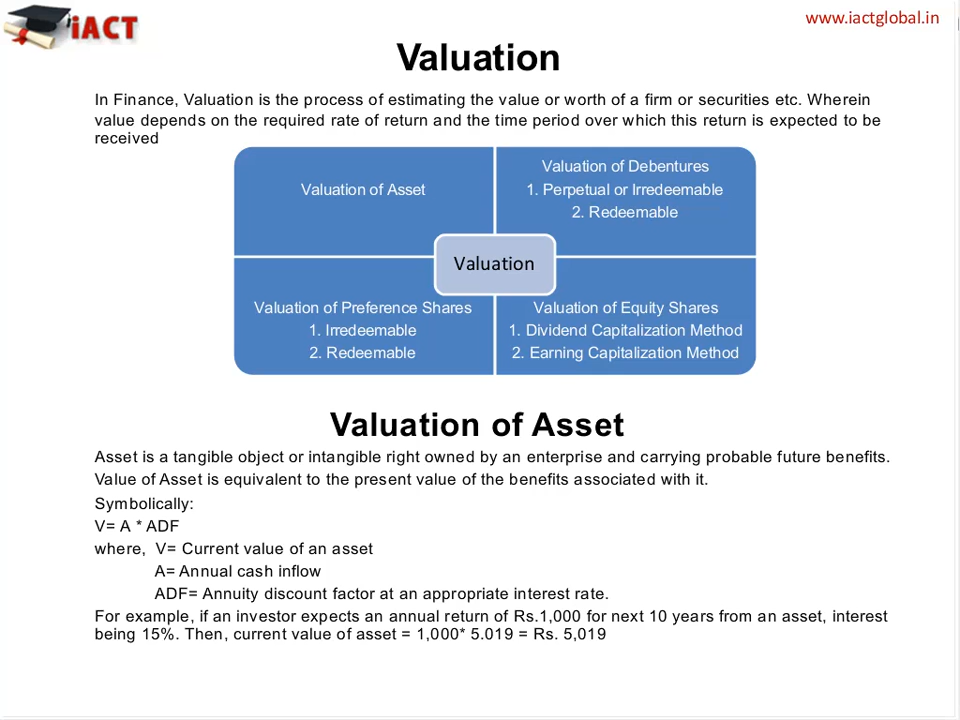 iACT
www.iactglobal.in
Valuation
In Finance, Valuation is the process of estimating the value or worth of a firm or securities etc. Wherein
value depends on the required rate of return and the time period over which this return is expected to be
received
Valuation of Asset
Valuation of Debentures
1. Perpetual or Irredeemable
2. Redeemable
Valuation
Valuation of Preference Shares
1. Irredeemable
2. Redeemable
Valuation of Equity Shares
1. Dividend Capitalization Method
2. Earning Capitalization Method
Valuation of Asset
Asset is a tangible object or intangible right owned by an enterprise and carrying probable future benefits.
Value of Asset is equivalent to the present value of the benefits associated with it.
Symbolically:
V= A * ADF
where, V= Current value of an asset
A= Annual cash inflow
ADF= Annuity discount factor at an appropriate interest rate.
For example, if an investor expects an annual return of Rs.1,000 for next 10 years from an asset, interest
being 15%. Then, current value of asset = 1,000* 5.019 = Rs. 5,019